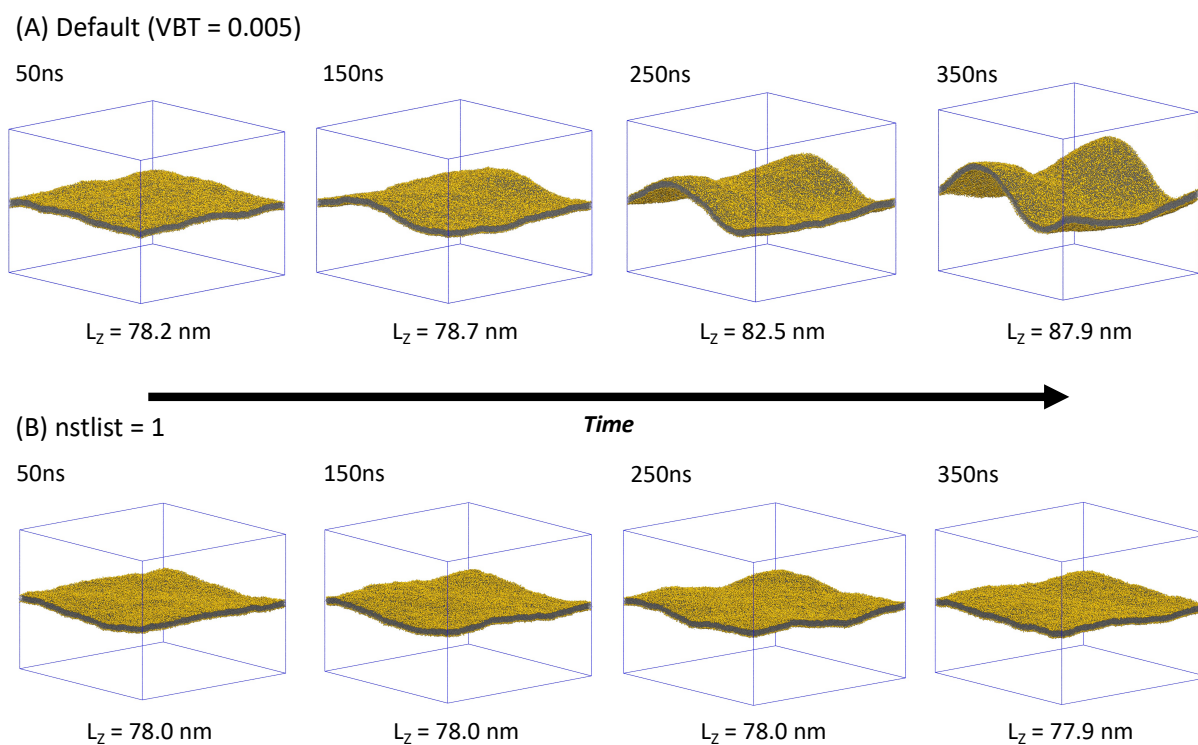 (A) Default (VBT = 0.005)
50ns 150ns 250ns 350ns
L_Z = 78.2 nm L_Z = 78.7 nm L_Z = 82.5 nm L_Z = 87.9 nm
Time
(B) nstlist = 1
50ns 150ns 250ns 350ns
L_Z = 78.0 nm L_Z = 78.0 nm L_Z = 78.0 nm L_Z = 77.9 nm